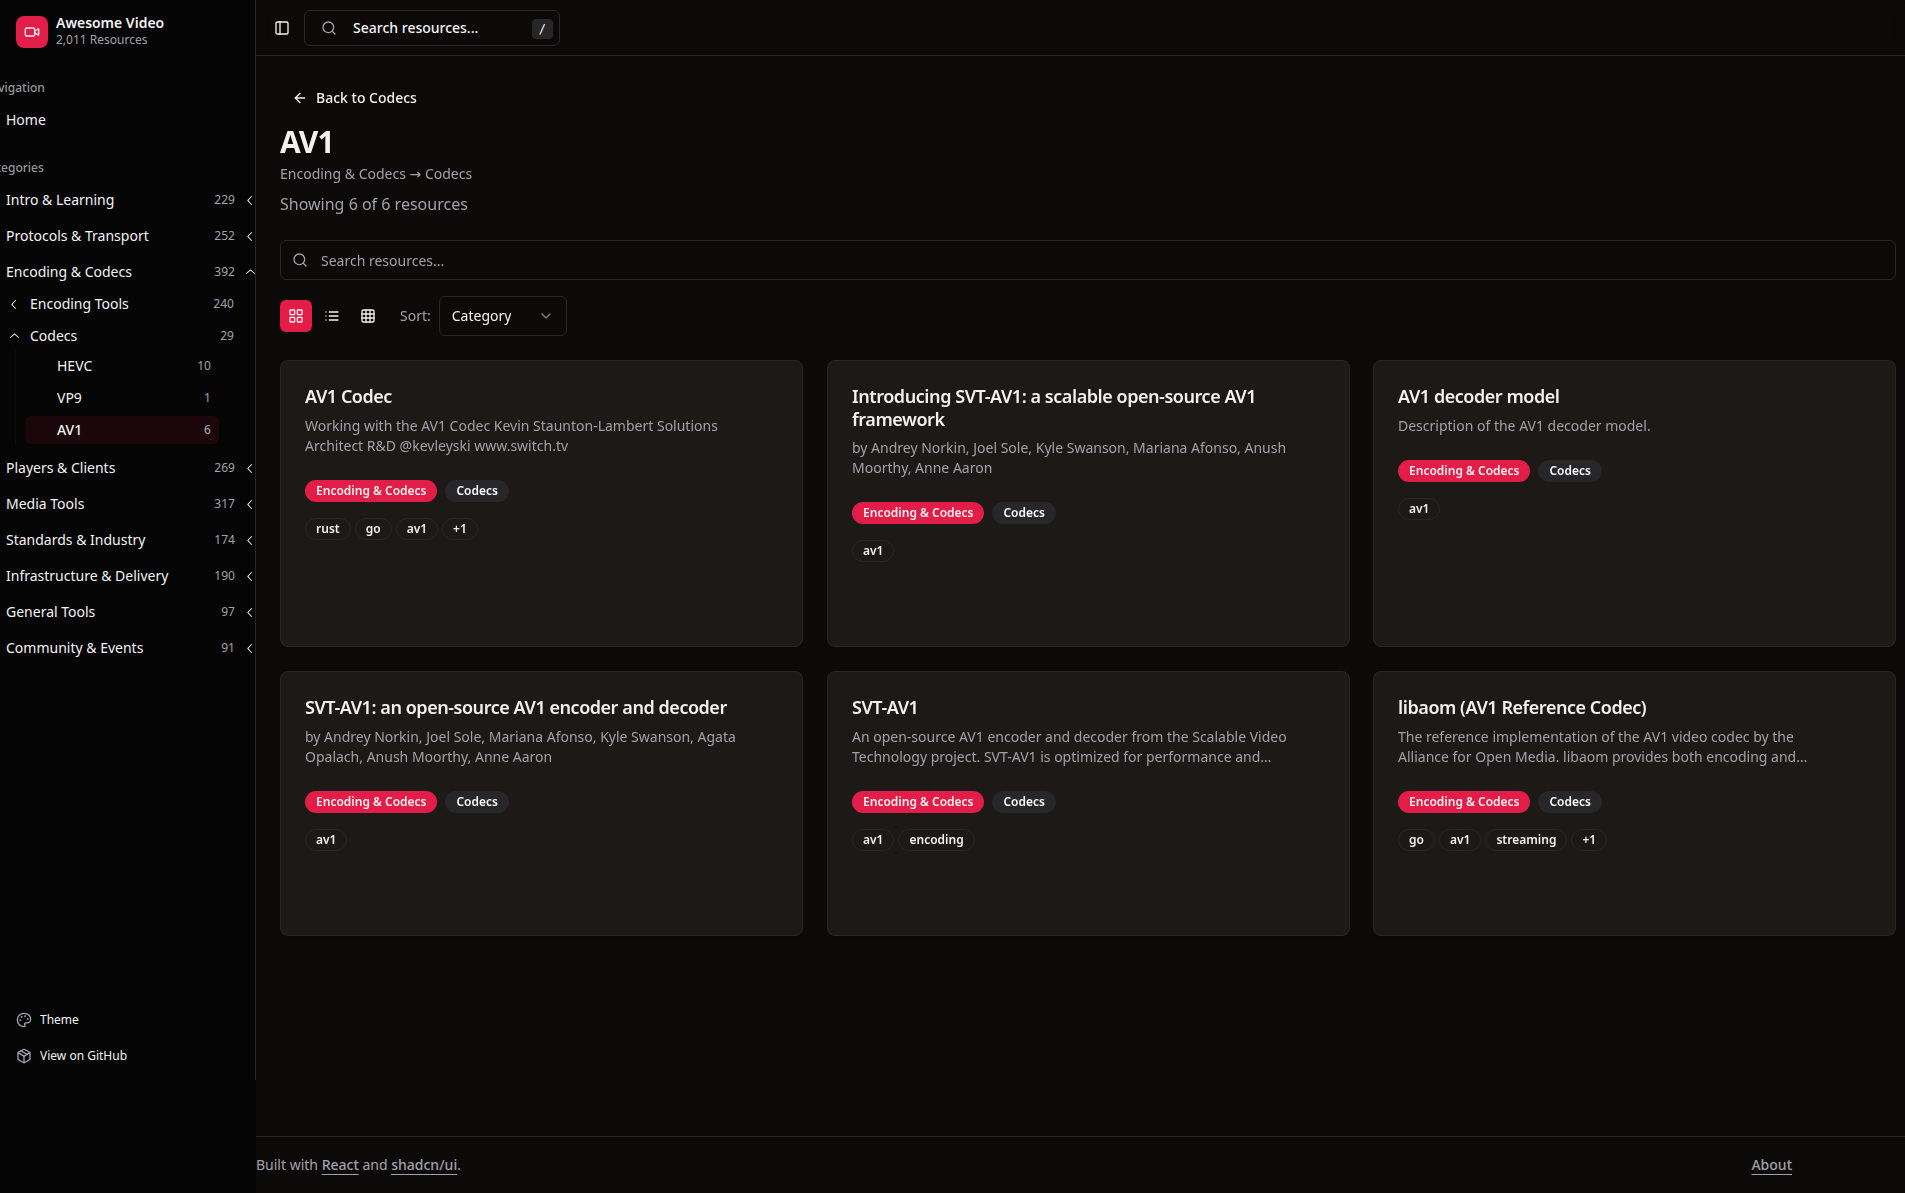 Awesome Video
2,011 Resources
vigation
Home
tegories
Intro & Learning 229
Protocols & Transport 252
Encoding & Codecs 392
Encoding Tools 240
Codecs 29
HEVC 10
VP9 1
AV1 6
Players & Clients 269
Media Tools 317
Standards & Industry 174
Infrastructure & Delivery 190
General Tools 97
Community & Events 91
Theme
View on GitHub
Search resources... /
Back to Codecs
AV1
Encoding & Codecs → Codecs
Showing 6 of 6 resources
Search resources...
Sort: Category
AV1 Codec
Working with the AV1 Codec Kevin Staunton-Lambert Solutions
Architect R&D @kevleyski www.switch.tv
Encoding & Codecs Codecs
rust go av1 +1
Introducing SVT-AV1: a scalable open-source AV1
framework
by Andrey Norkin, Joel Sole, Kyle Swanson, Mariana Afonso, Anush
Moorthy, Anne Aaron
Encoding & Codecs Codecs
av1
AV1 decoder model
Description of the AV1 decoder model.
Encoding & Codecs Codecs
av1
SVT-AV1: an open-source AV1 encoder and decoder
by Andrey Norkin, Joel Sole, Mariana Afonso, Kyle Swanson, Agata
Opalach, Anush Moorthy, Anne Aaron
Encoding & Codecs Codecs
av1
SVT-AV1
An open-source AV1 encoder and decoder from the Scalable Video
Technology project. SVT-AV1 is optimized for performance and...
Encoding & Codecs Codecs
av1 encoding
libaom (AV1 Reference Codec)
The reference implementation of the AV1 video codec by the
Alliance for Open Media. libaom provides both encoding and...
Encoding & Codecs Codecs
go av1 streaming +1
Built with React and shadcn/ui.
About